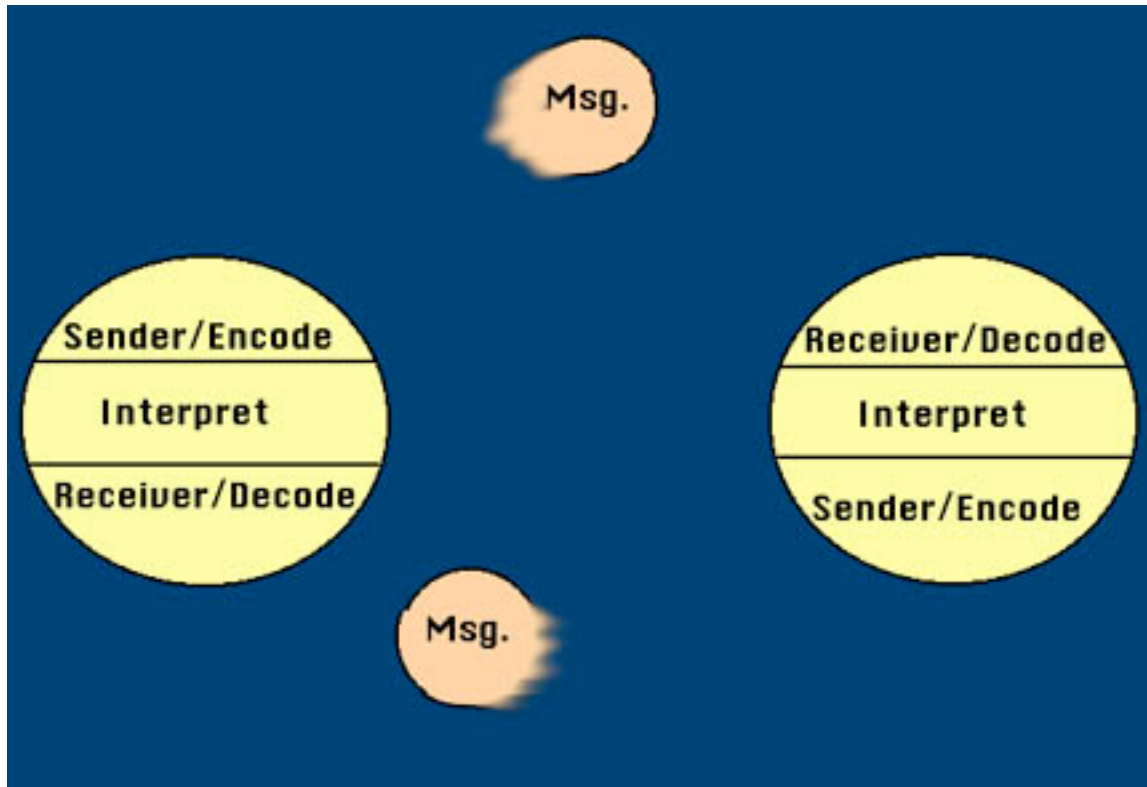 Msg.
Sender/Encode
Interpret
Receiver/Decode
Receiver/Decode
Interpret
Sender/Encode
Msg.